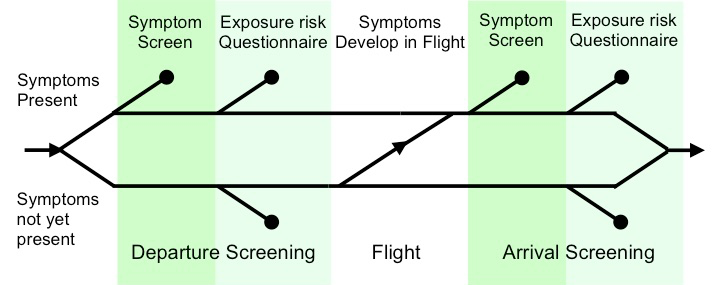 Symptom
Screen
Exposure risk
Questionnaire
Symptoms
Develop in Flight
Symptom
Screen
Exposure risk
Questionnaire
Symptoms
Present
Symptoms
not yet
present
Departure Screening
Flight
Arrival Screening